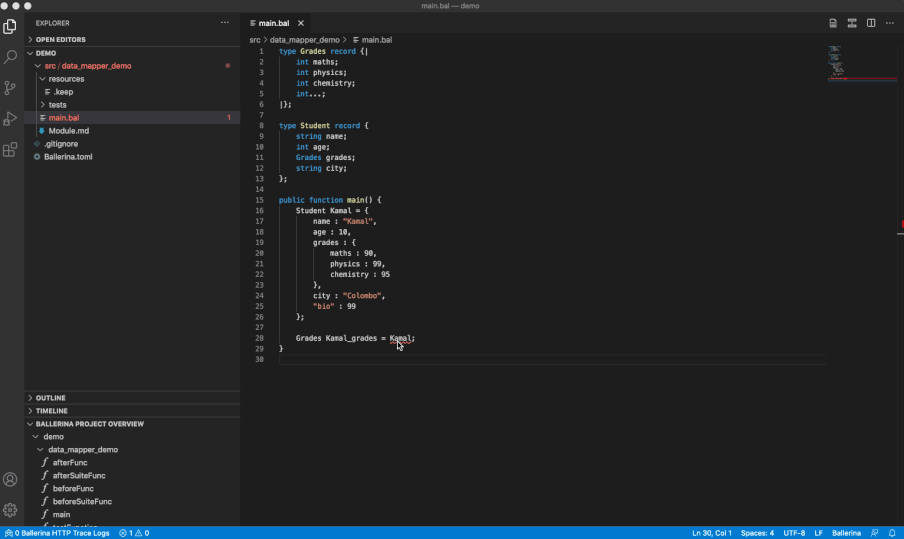 main.bal — demo
EXPLORER
OPEN EDITORS
DEMO
src / data_mapper_demo
resources
.keep
tests
main.bal 1
Module.md
.gitignore
Ballerina.toml
OUTLINE
TIMELINE
BALLERINA PROJECT OVERVIEW
demo
data_mapper_demo
afterFunc
afterSuiteFunc
beforeFunc
beforeSuiteFunc
main
testFunction
main.bal
src > data_mapper_demo > main.bal
1 type Grades record {|
2 int maths;
3 int physics;
4 int chemistry;
5 int...;
6 |};
7
8 type Student record {
9 string name;
10 int age;
11 Grades grades;
12 string city;
13 };
14
15 public function main() {
16 Student Kamal = {
17 name : "Kamal",
18 age : 10,
19 grades : {
20 maths : 90,
21 physics : 99,
22 chemistry : 95
23 },
24 city : "Colombo",
25 "bio" : 99
26 };
27
28 Grades Kamal_grades = Kamal;
29 }
30
0 Ballerina HTTP Trace Logs 1 0 Ln 30, Col 1 Spaces: 4 UTF-8 LF Ballerina